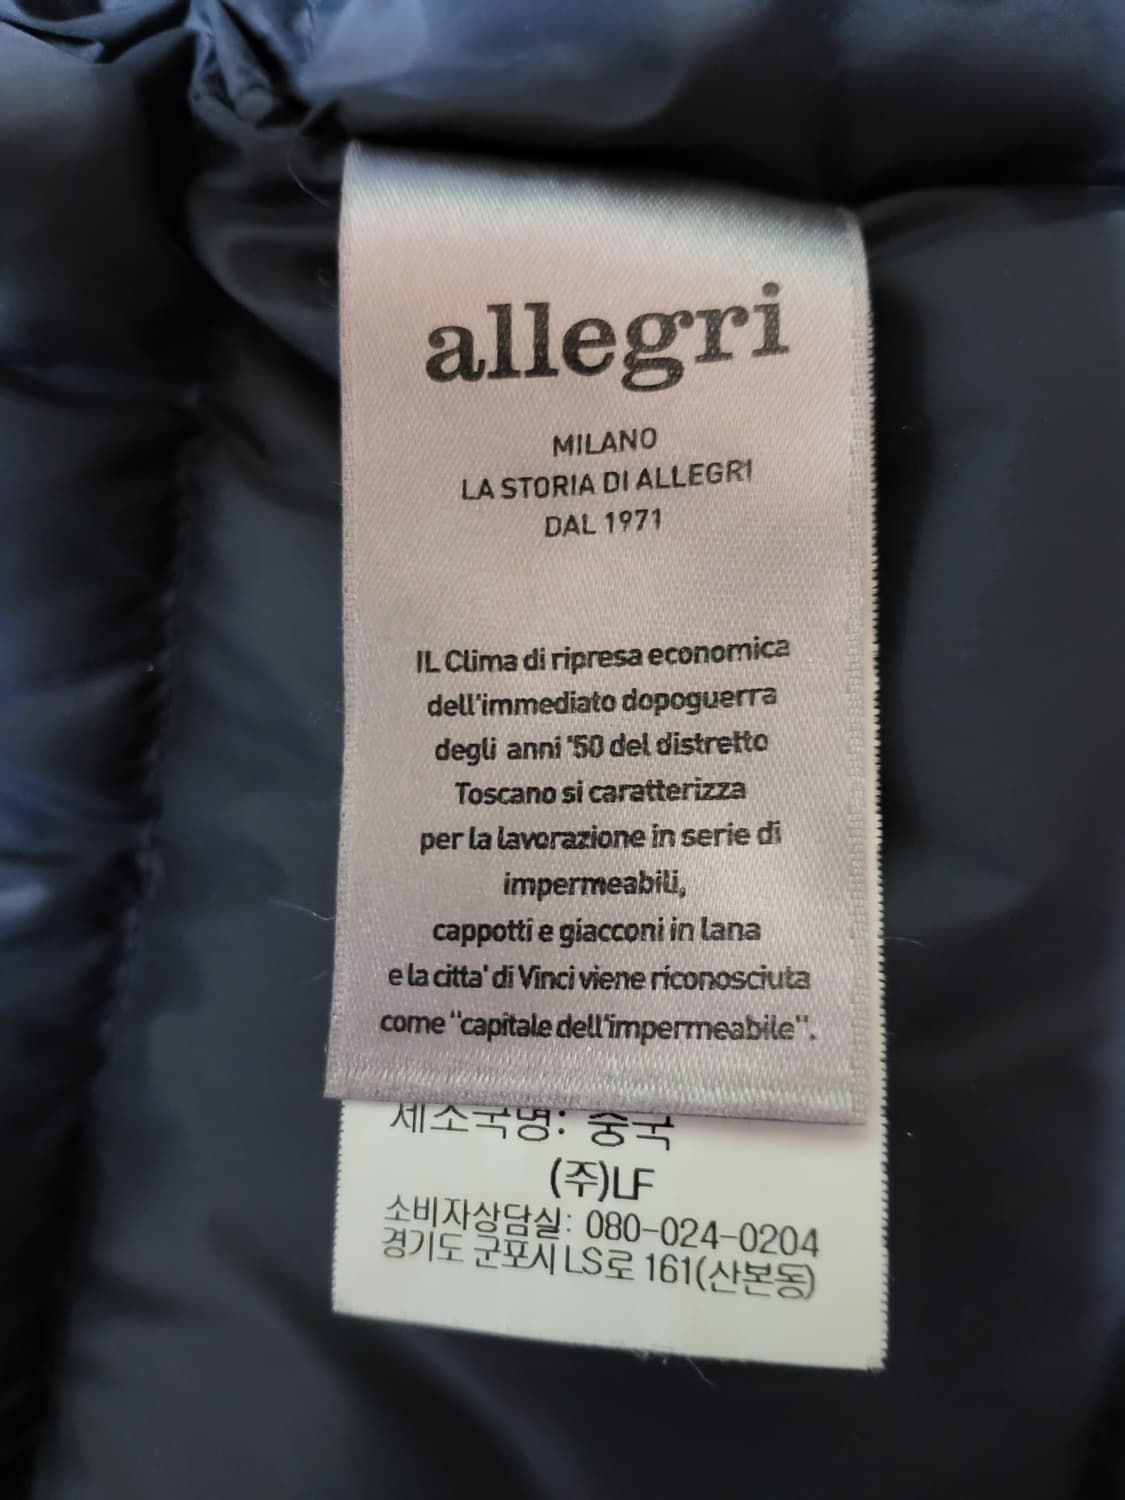 allegri
MILANO
LA STORIA DI ALLEGRI
DAL 1971
IL Clima di ripresa economica
dell'immediato dopoguerra
degli anni '50 del distretto
Toscano si caratterizza
per la lavorazione in serie di
impermeabili,
cappotti e giacconi in lana
e la citta' di Vinci viene riconosciuta
come "capitale dell'impermeabile".
제조국명: 중국
(주)LF
소비자상담실: 080-024-0204
경기도 군포시 LS로 161(산본동)